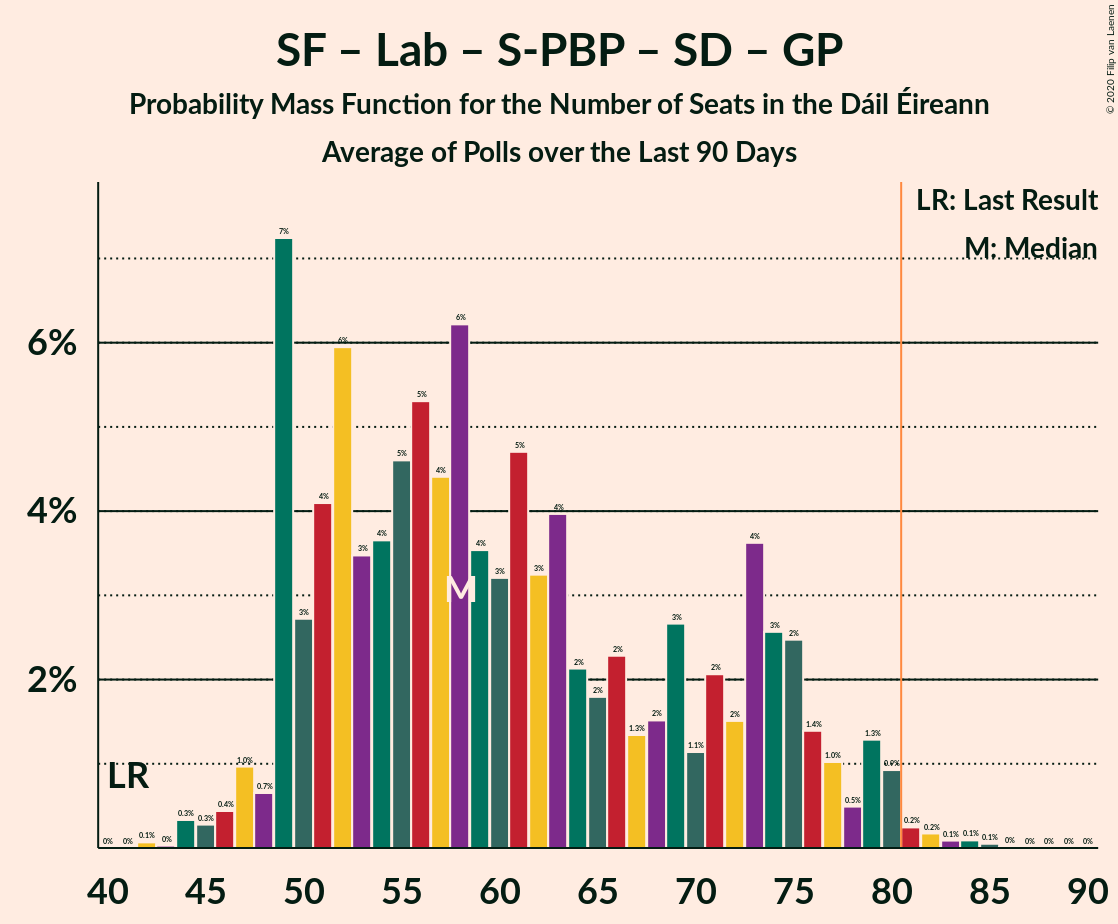 SF – Lab – S-PBP – SD – GP
Probability Mass Function for the Number of Seats in the Dáil Éireann
Average of Polls over the Last 90 Days
© 2020 Filip van Laenen
LR: Last Result
M: Median
6%
4%
2%
LR
M
0% 0% 0.1% 0% 0.3% 0.3% 0.4% 1.0% 0.7% 7% 3% 4% 6% 3% 4% 5% 5% 4% 6% 4% 3% 5% 3% 4% 2% 2% 2% 1.3% 2% 3% 1.1% 2% 2% 4% 3% 2% 1.4% 1.0% 0.5% 1.3% 0.9% 0.2% 0.2% 0.1% 0.1% 0.1% 0% 0% 0% 0% 0%
40 45 50 55 60 65 70 75 80 85 90